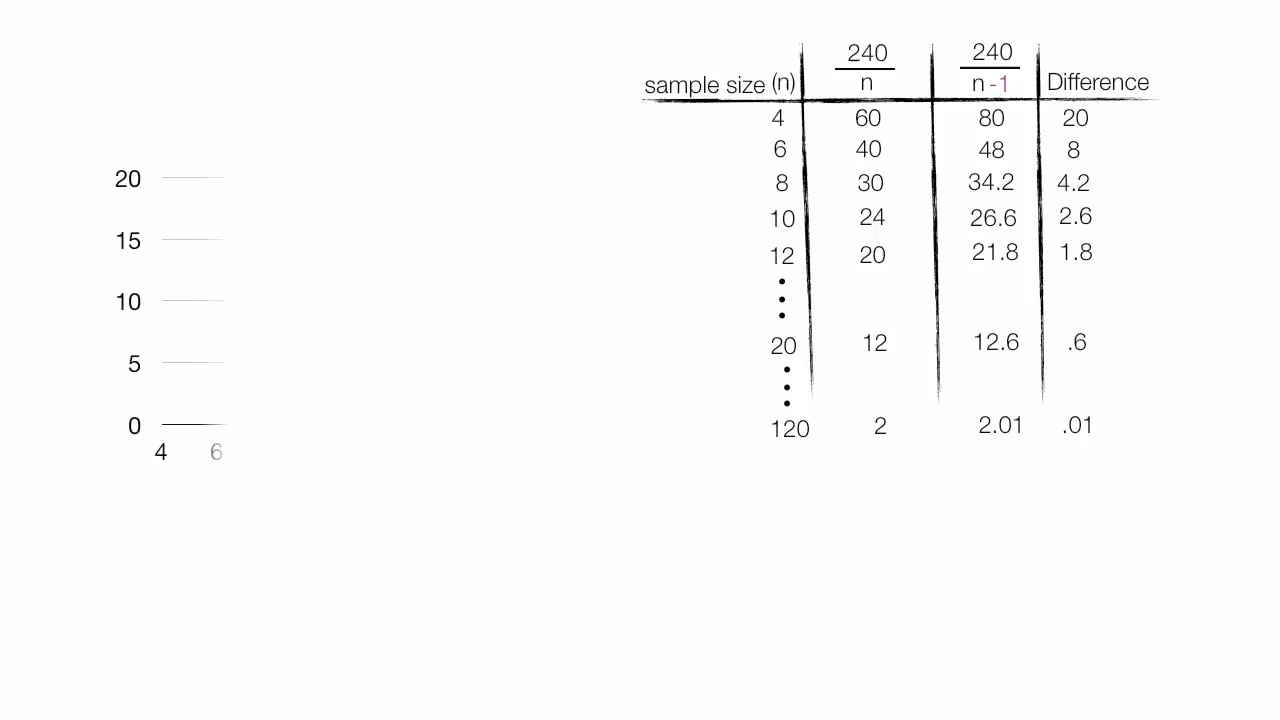 240 240
sample size (n) n n -1 Difference
4 60 80 20
6 40 48 8
8 30 34.2 4.2
10 24 26.6 2.6
12 20 21.8 1.8
20 12 12.6 .6
120 2 2.01 .01
20
15
10
5
0
4 6